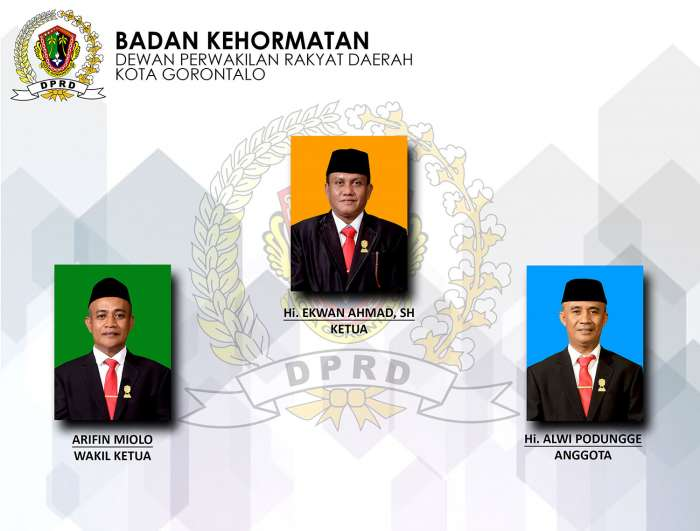 BADAN KEHORMATAN
DEWAN PERWAKILAN RAKYAT DAERAH
KOTA GORONTALO
DPRD
Hi. EKWAN AHMAD, SH
KETUA
DPRD
ARIFIN MIOLO
WAKIL KETUA
Hi. ALWI PODUNGGE
ANGGOTA